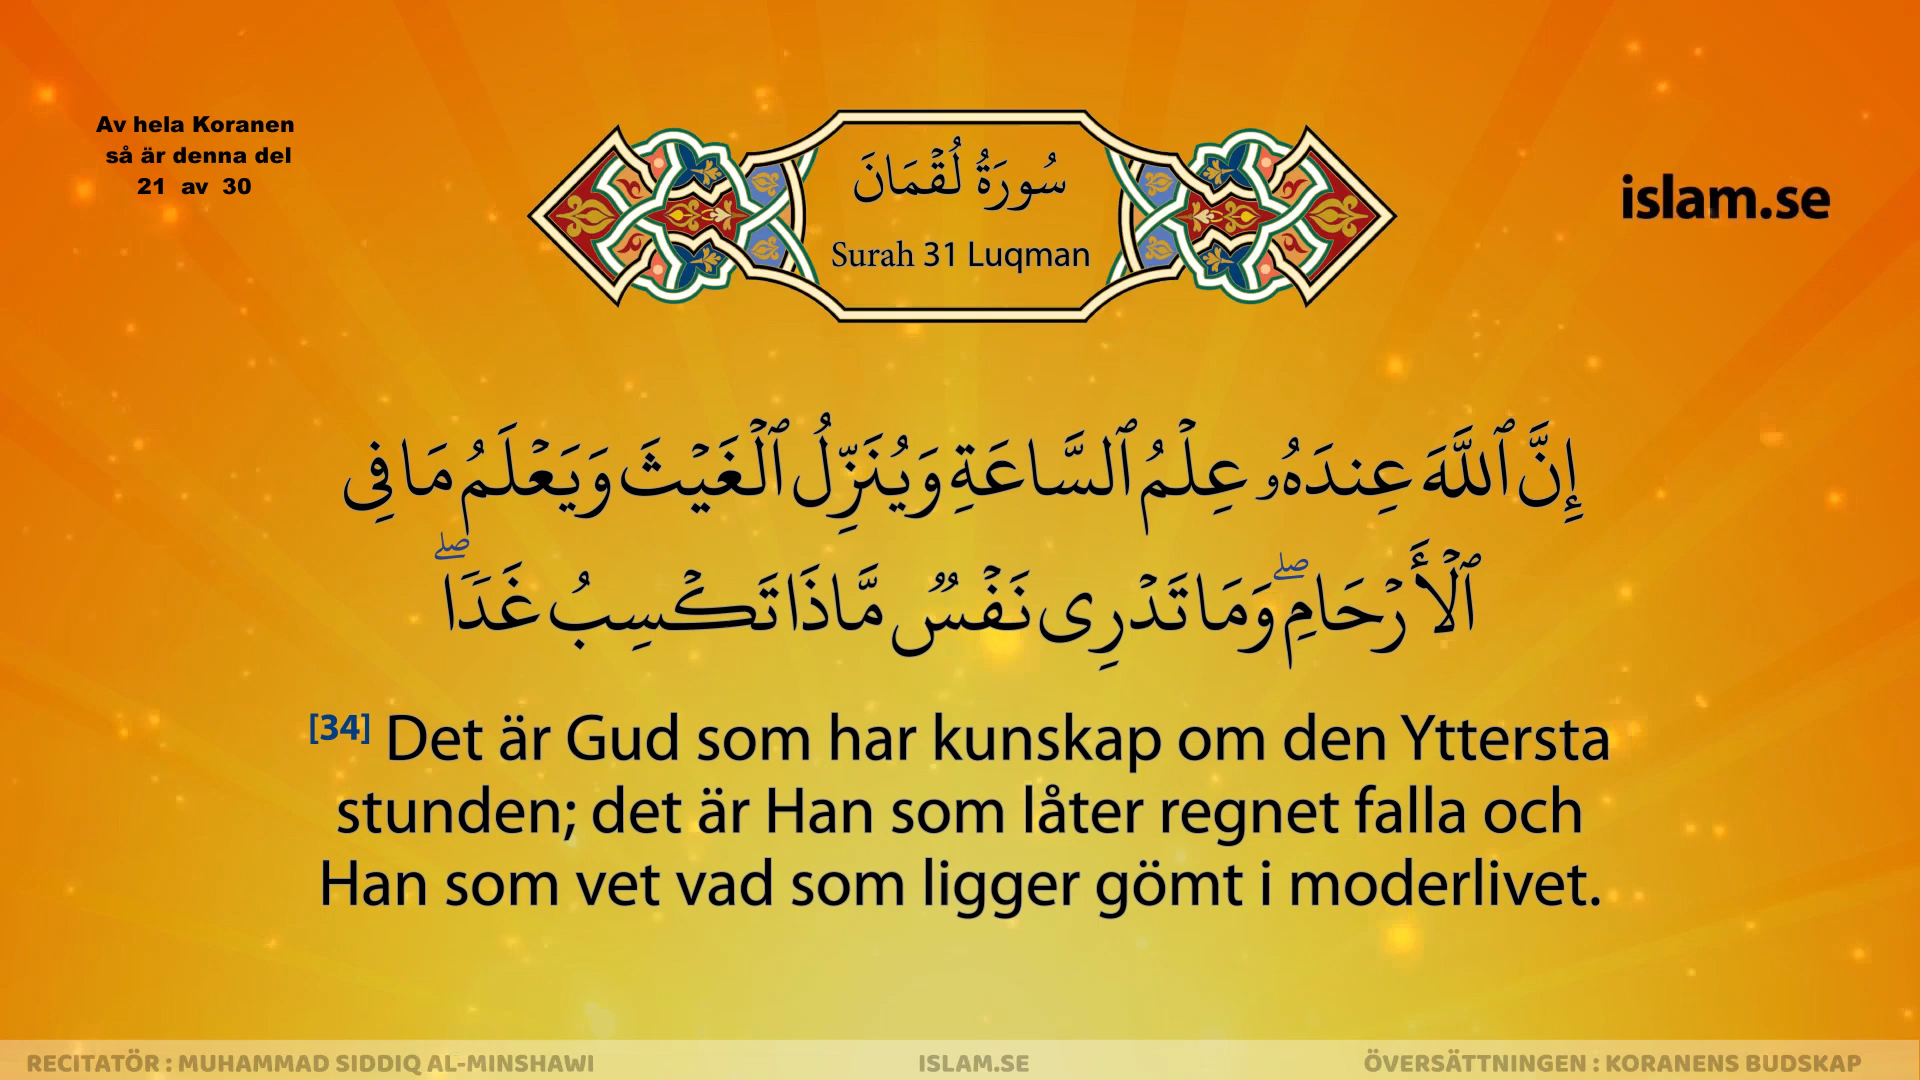 Av hela Koranen
så är denna del
21 av 30
سُورَةُ لُقْمَانَ
Surah 31 Luqman
islam.se
إِنَّ ٱللَّهَ عِندَهُۥ عِلْمُ ٱلسَّاعَةِ وَيُنَزِّلُ ٱلْغَيْثَ وَيَعْلَمُ مَا فِى
ٱلْأَرْحَامِ ۖ وَمَا تَدْرِى نَفْسٌ مَّاذَا تَكْسِبُ غَدًا ۖ
[34] Det är Gud som har kunskap om den Yttersta
stunden; det är Han som låter regnet falla och
Han som vet vad som ligger gömt i moderlivet.
RECITATÖR : MUHAMMAD SIDDIQ AL-MINSHAWI
ISLAM.SE
ÖVERSÄTTNINGEN : KORANENS BUDSKAP